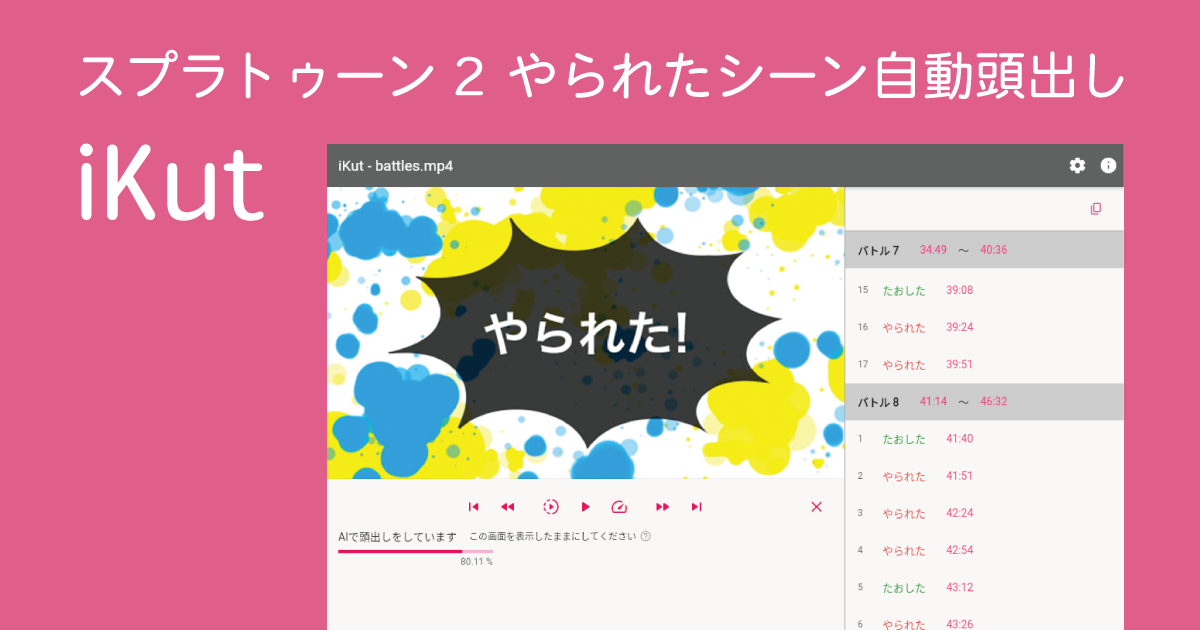 スプラトゥーン2 やられたシーン自動頭出し
iKut
iKut - battles.mp4
やられた!
AIで頭出しをしています この画面を表示したままにしてください
80.11 %
バトル 7 34:49 ～ 40:36
15 たおした 39:08
16 やられた 39:24
17 やられた 39:51
バトル 8 41:14 ～ 46:32
1 たおした 41:40
2 やられた 41:51
3 やられた 42:24
4 やられた 42:54
5 たおした 43:12
6 やられた 43:26